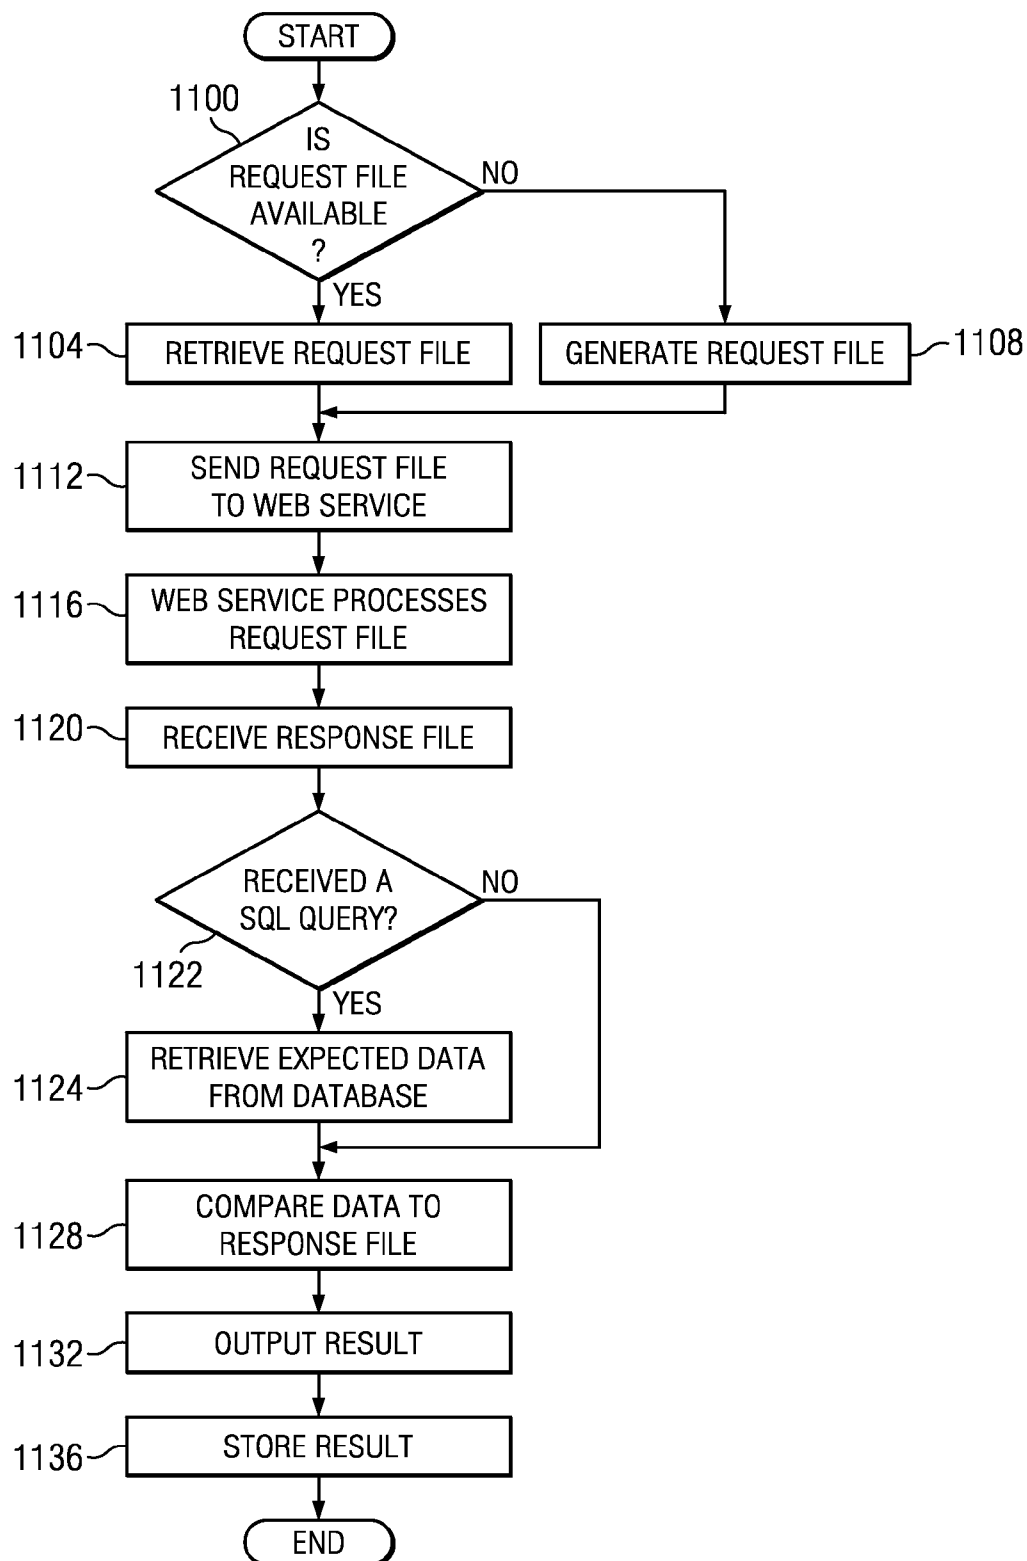 START
1100
IS
REQUEST FILE
AVAILABLE
?
NO
YES
1104
RETRIEVE REQUEST FILE
GENERATE REQUEST FILE
1108
1112
SEND REQUEST FILE
TO WEB SERVICE
1116
WEB SERVICE PROCESSES
REQUEST FILE
1120
RECEIVE RESPONSE FILE
RECEIVED A
SQL QUERY?
NO
1122
YES
1124
RETRIEVE EXPECTED DATA
FROM DATABASE
1128
COMPARE DATA TO
RESPONSE FILE
1132
OUTPUT RESULT
1136
STORE RESULT
END